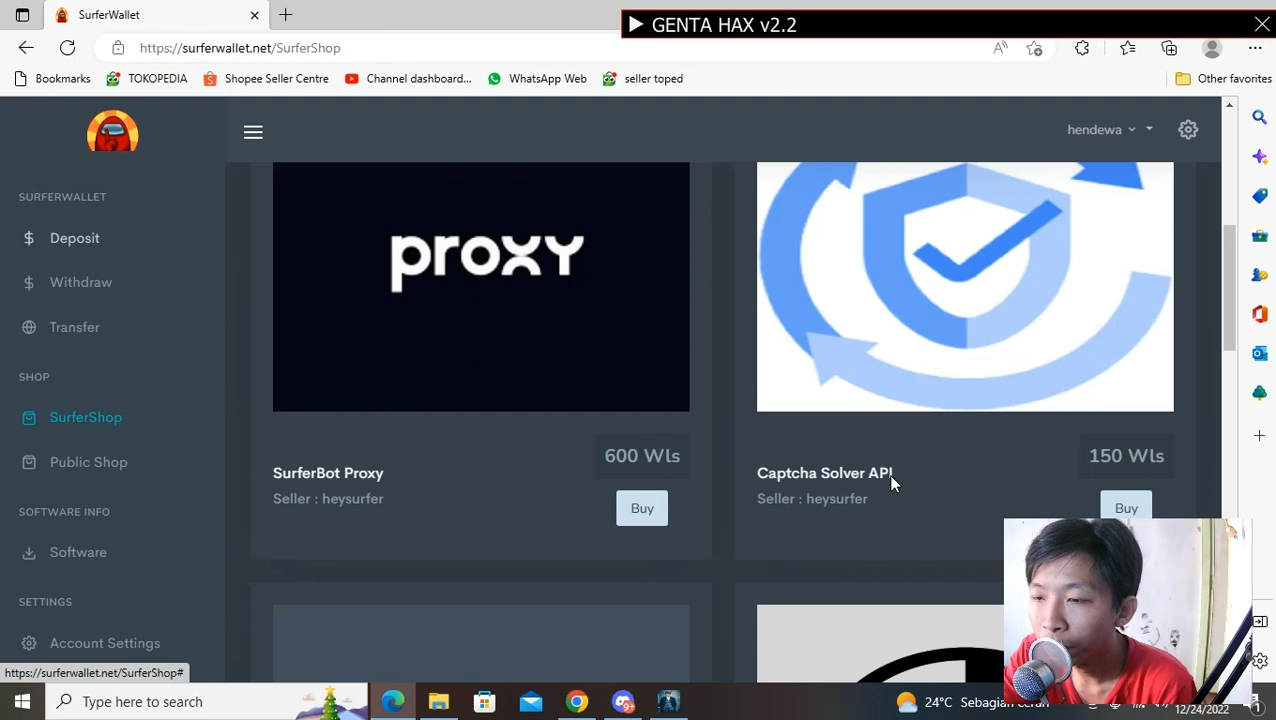 SurferWallet
GENTA HAX v2.2
https://surferwallet.net/SurferShop
Bookmarks
TOKOPEDIA
Shopee Seller Centre
Channel dashboard...
WhatsApp Web
seller toped
Other favorites
hendewa
SURFERWALLET
Deposit
Withdraw
Transfer
SHOP
SurferShop
Public Shop
SOFTWARE INFO
Software
SETTINGS
Account Settings
proxy
SurferBot Proxy
600 Wls
Seller : heysurfer
Buy
Captcha Solver API
150 Wls
Seller : heysurfer
Buy
https://surferwallet.net/SurferShop#
Type here to search
24°C Sebagian ceran
12/24/2022
1